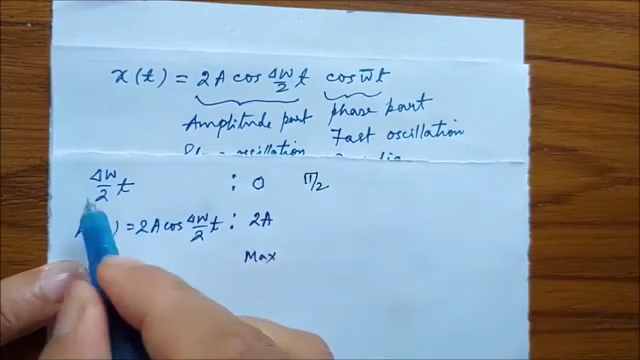 x(t) = 2A cos Δw/2 t cos w̅t
Amplitude part phase part
Fast oscillation
oscillation
Δw/2 t : 0 π/2
) = 2A cos Δw/2 t : 2A
Max